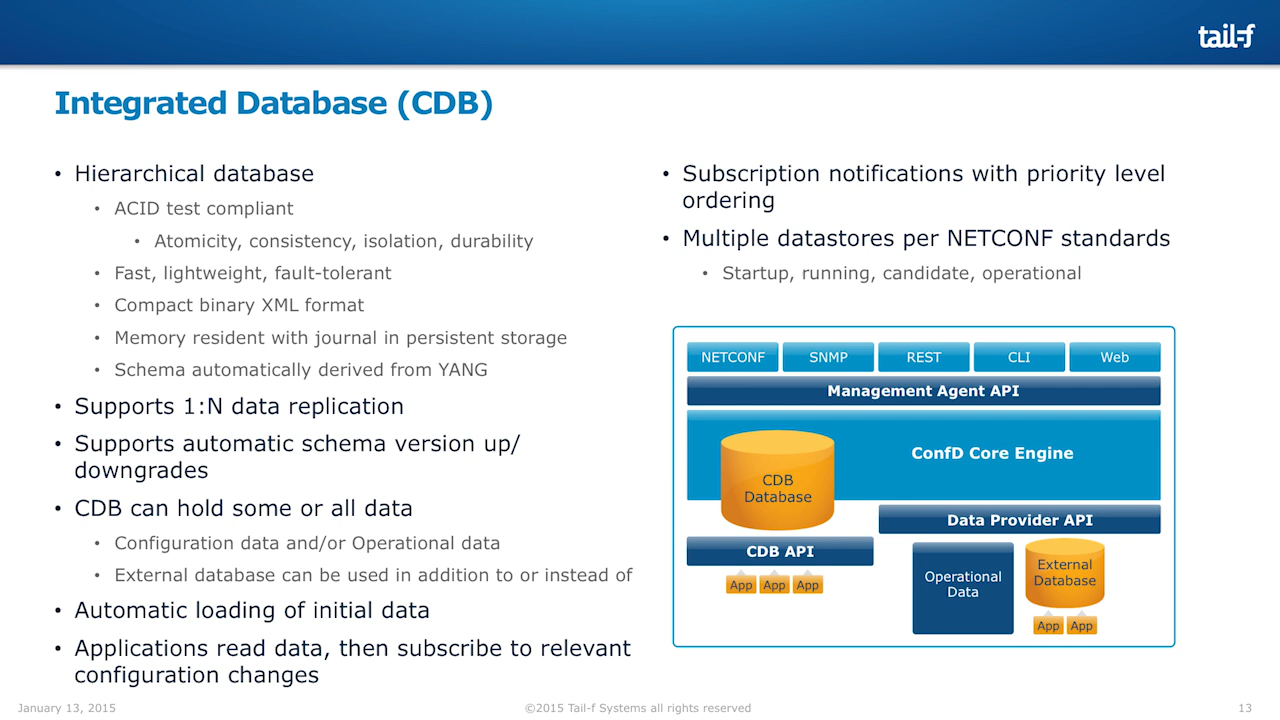 tail-f
Integrated Database (CDB)
• Hierarchical database
• ACID test compliant
• Atomicity, consistency, isolation, durability
• Fast, lightweight, fault-tolerant
• Compact binary XML format
• Memory resident with journal in persistent storage
• Schema automatically derived from YANG
• Supports 1:N data replication
• Supports automatic schema version up/
downgrades
• CDB can hold some or all data
• Configuration data and/or Operational data
• External database can be used in addition to or instead of
• Automatic loading of initial data
• Applications read data, then subscribe to relevant
configuration changes
• Subscription notifications with priority level
ordering
• Multiple datastores per NETCONF standards
• Startup, running, candidate, operational
NETCONF SNMP REST CLI Web
Management Agent API
ConfD Core Engine
CDB
Database
Data Provider API
CDB API
App App App
Operational
Data
External
Database
App App
January 13, 2015 ©2015 Tail-f Systems all rights reserved 13